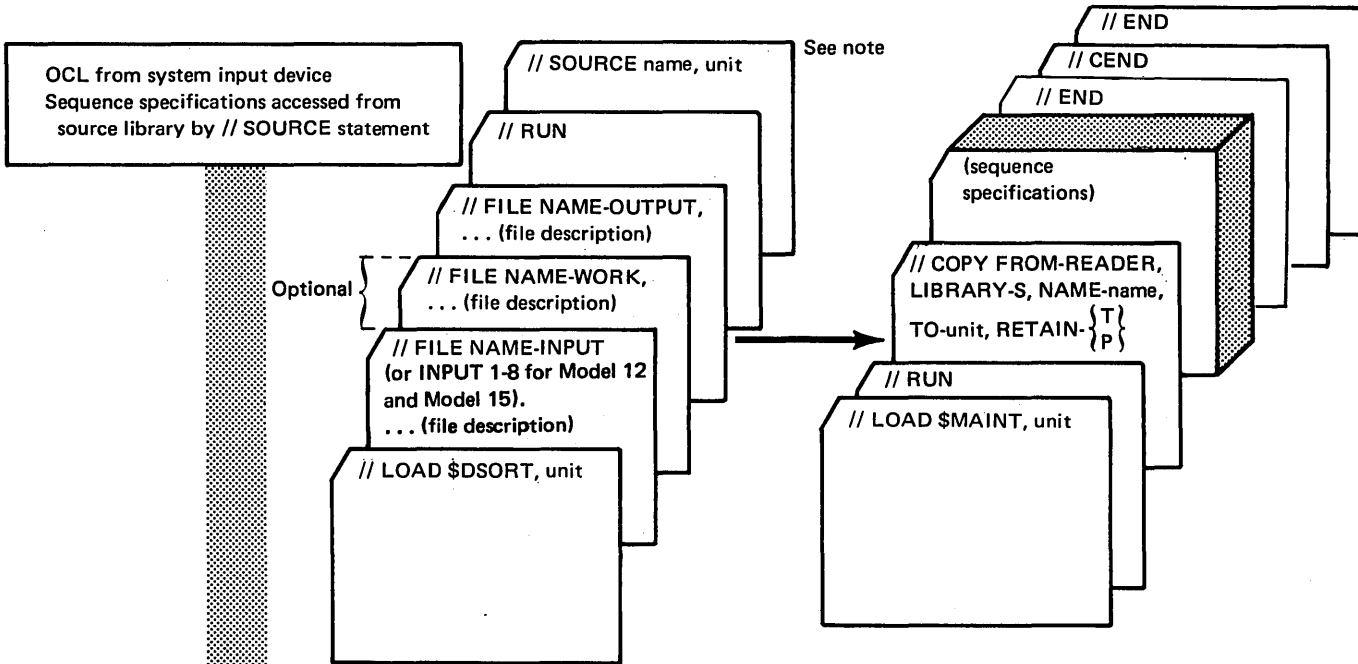 OCL from system input device
Sequence specifications accessed from
source library by // SOURCE statement
See note
// SOURCE name, unit
// RUN
// FILE NAME-OUTPUT,
. . . (file description)
Optional
// FILE NAME-WORK,
. . . (file description)
// FILE NAME-INPUT
(or INPUT 1-8 for Model 12
and Model 15).
. . . (file description)
// LOAD $DSORT, unit
// END
// CEND
// END
(sequence
specifications)
// COPY FROM-READER,
LIBRARY-S, NAME-name,
TO-unit, RETAIN- { T
P }
// RUN
// LOAD $MAINT, unit